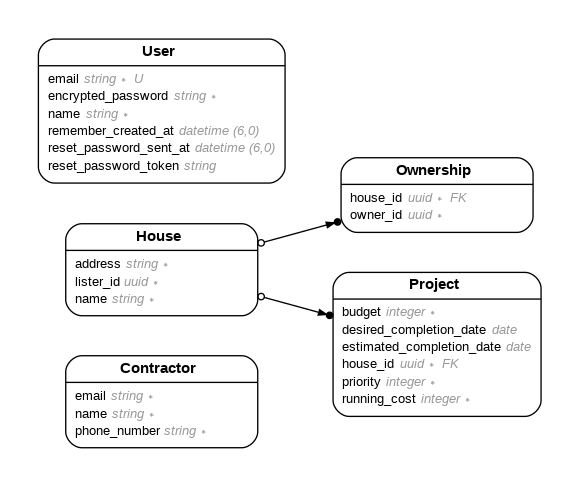 User
email string * U
encrypted_password string *
name string *
remember_created_at datetime (6,0)
reset_password_sent_at datetime (6,0)
reset_password_token string
Ownership
house_id uuid * FK
owner_id uuid *
House
address string *
lister_id uuid *
name string *
Project
budget integer *
desired_completion_date date
estimated_completion_date date
house_id uuid * FK
priority integer *
running_cost integer *
Contractor
email string *
name string *
phone_number string *